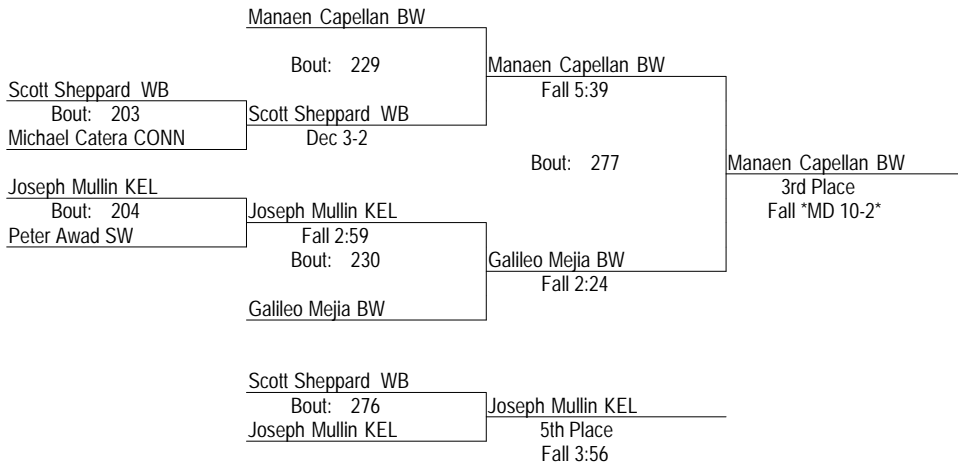 Manaen Capellan BW
Bout: 229
Manaen Capellan BW
Fall 5:39
Scott Sheppard WB
Bout: 203
Michael Catera CONN
Scott Sheppard WB
Dec 3-2
Bout: 277
Manaen Capellan BW
3rd Place
Fall *MD 10-2*
Joseph Mullin KEL
Bout: 204
Peter Awad SW
Joseph Mullin KEL
Fall 2:59
Bout: 230
Galileo Mejia BW
Fall 2:24
Galileo Mejia BW
Scott Sheppard WB
Bout: 276
Joseph Mullin KEL
Joseph Mullin KEL
5th Place
Fall 3:56